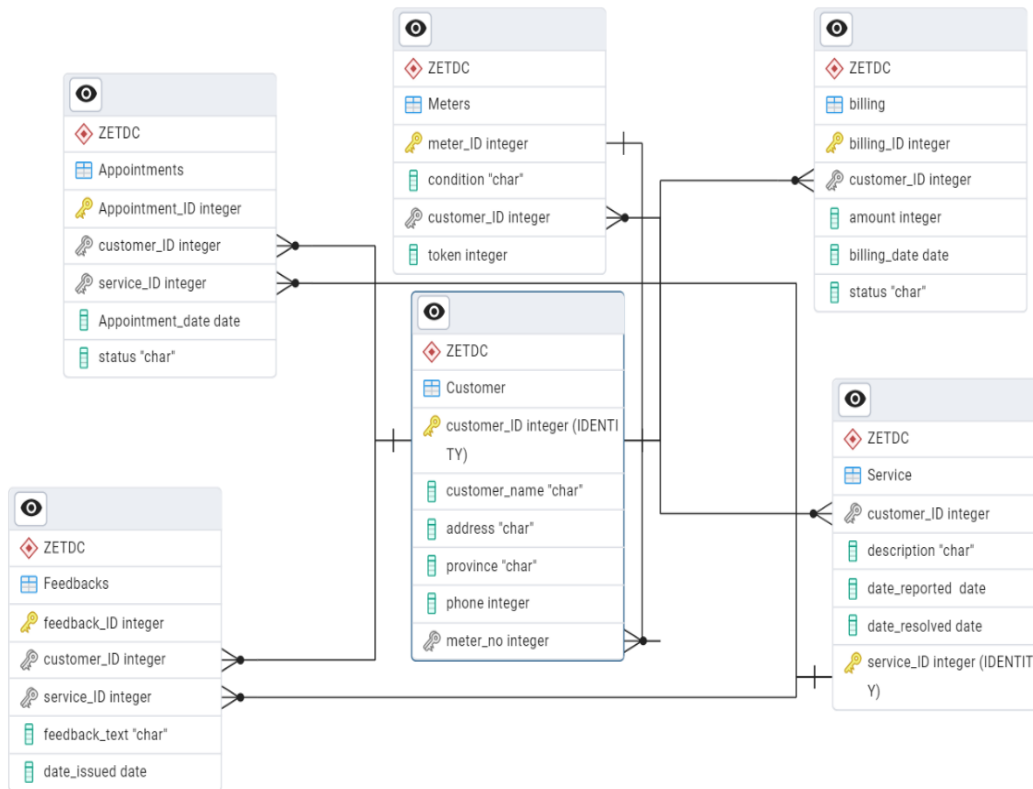 ZETDC
Appointments
Appointment_ID integer
customer_ID integer
service_ID integer
Appointment_date date
status "char"
ZETDC
Meters
meter_ID integer
condition "char"
customer_ID integer
token integer
ZETDC
billing
billing_ID integer
customer_ID integer
amount integer
billing_date date
status "char"
ZETDC
Customer
customer_ID integer (IDENTI
TY)
customer_name "char"
address "char"
province "char"
phone integer
meter_no integer
ZETDC
Service
customer_ID integer
description "char"
date_reported date
date_resolved date
service_ID integer (IDENTIT
Y)
ZETDC
Feedbacks
feedback_ID integer
customer_ID integer
service_ID integer
feedback_text "char"
date_issued date